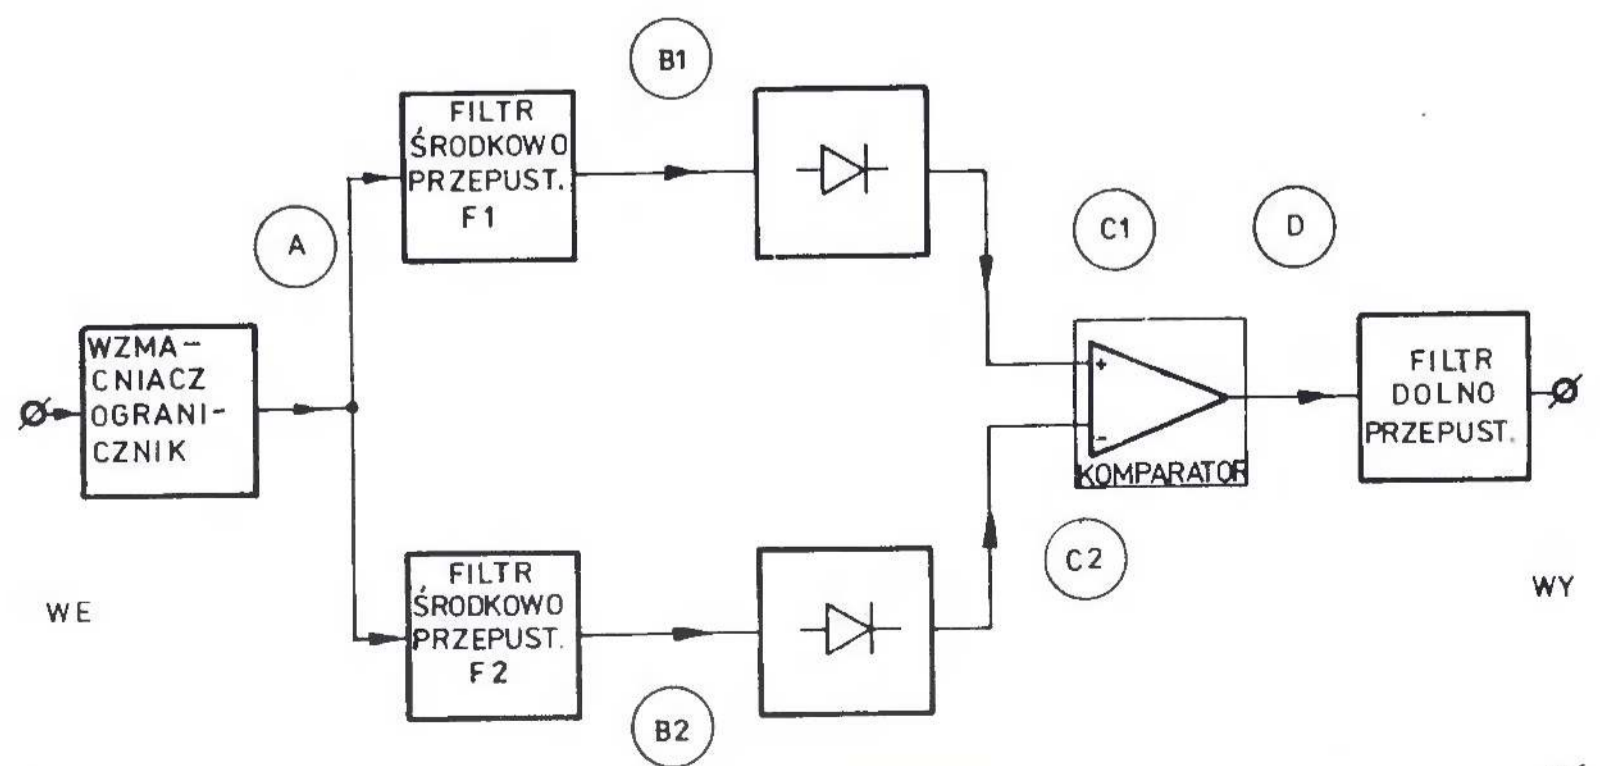 B1
FILTR
ŚRODKOWO
PRZEPUST.
F1
A
C1
D
WZMA-
CNIACZ
OGRANI-
CZNIK
+
-
KOMPARATOR
FILTR
DOLNO
PRZEPUST.
FILTR
ŚRODKOWO
PRZEPUST.
F2
C2
WE
WY
B2